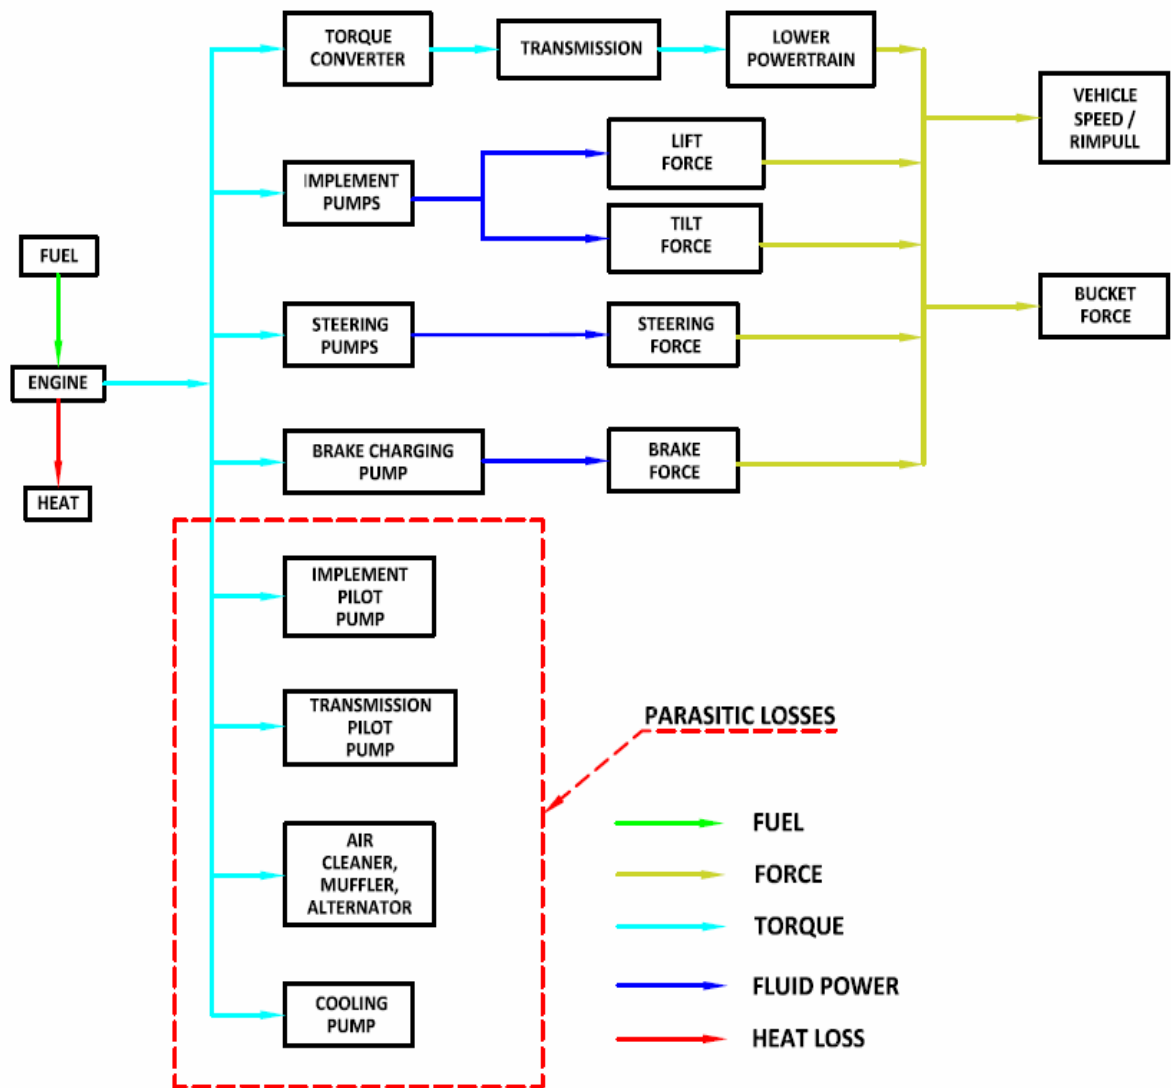 TORQUE
CONVERTER
TRANSMISSION
LOWER
POWERTRAIN
VEHICLE
SPEED /
RIMPULL
LIFT
FORCE
IMPLEMENT
PUMPS
TILT
FORCE
FUEL
BUCKET
FORCE
STEERING
PUMPS
STEERING
FORCE
ENGINE
BRAKE CHARGING
PUMP
BRAKE
FORCE
HEAT
IMPLEMENT
PILOT
PUMP
TRANSMISSION
PILOT
PUMP
PARASITIC LOSSES
AIR
CLEANER,
MUFFLER,
ALTERNATOR
COOLING
PUMP
FUEL
FORCE
TORQUE
FLUID POWER
HEAT LOSS